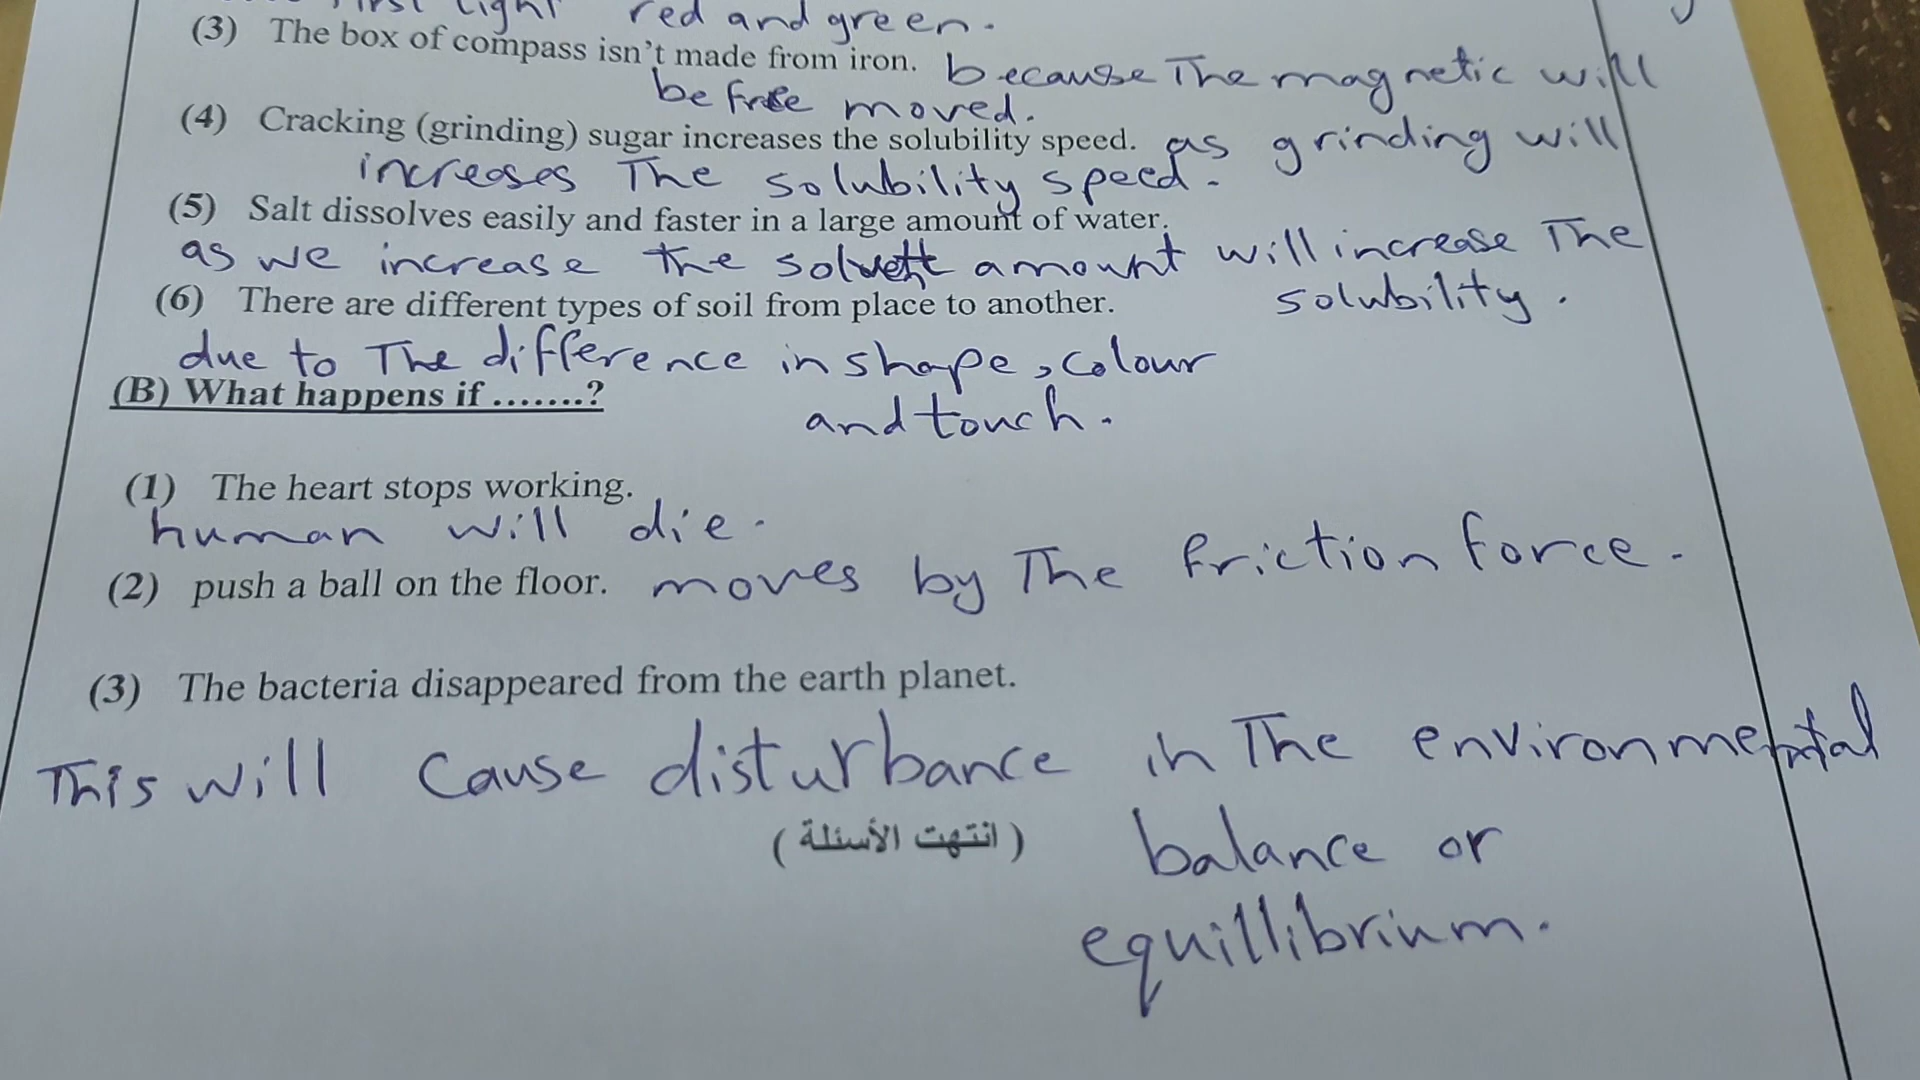 First light red and green.
(3) The box of compass isn't made from iron. because The magnetic will
be free moved.
(4) Cracking (grinding) sugar increases the solubility speed. as grinding will
increases The solubility speed.
(5) Salt dissolves easily and faster in a large amount of water.
as we increase the solvett amount will increase The
solubility.
(6) There are different types of soil from place to another.
due to The difference in shape, colour
and touch.
(B) What happens if .......?
(1) The heart stops working.
human will die.
(2) push a ball on the floor. moves by The friction force.
(3) The bacteria disappeared from the earth planet.
This will cause disturbance in The environmental
balance or
equillibrium.
( انتهت الأسئلة )